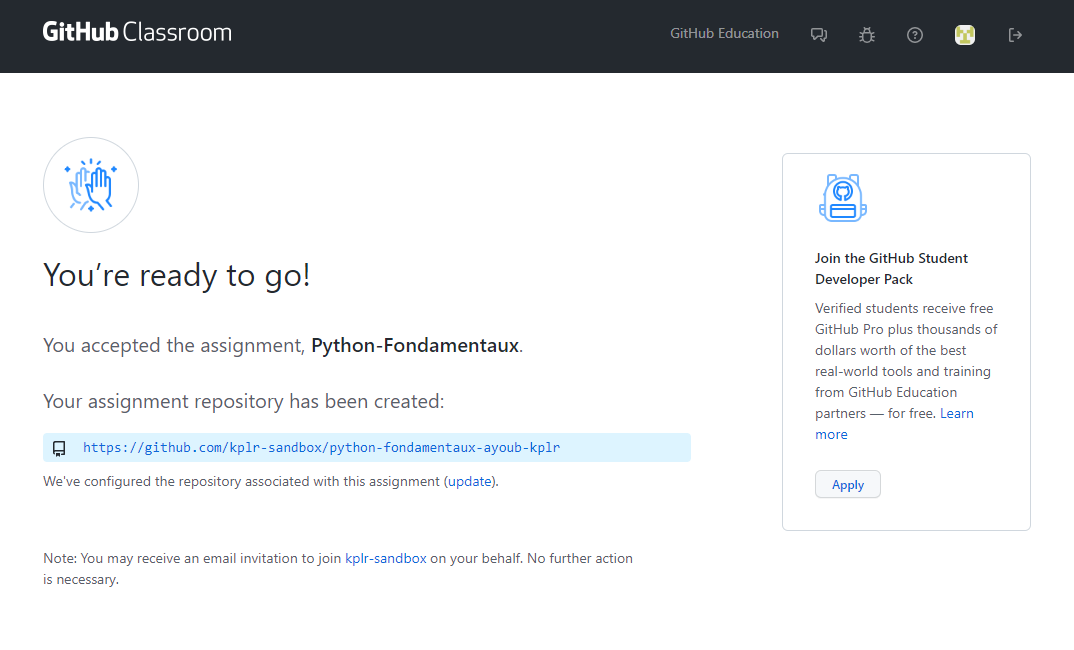 GitHub Classroom
GitHub Education
You're ready to go!
You accepted the assignment, Python-Fondamentaux.
Your assignment repository has been created:
https://github.com/kplr-sandbox/python-fondamentaux-ayoub-kplr
We've configured the repository associated with this assignment (update).
Note: You may receive an email invitation to join kplr-sandbox on your behalf. No further action
is necessary.
Join the GitHub Student
Developer Pack
Verified students receive free
GitHub Pro plus thousands of
dollars worth of the best
real-world tools and training
from GitHub Education
partners — for free. Learn
more
Apply